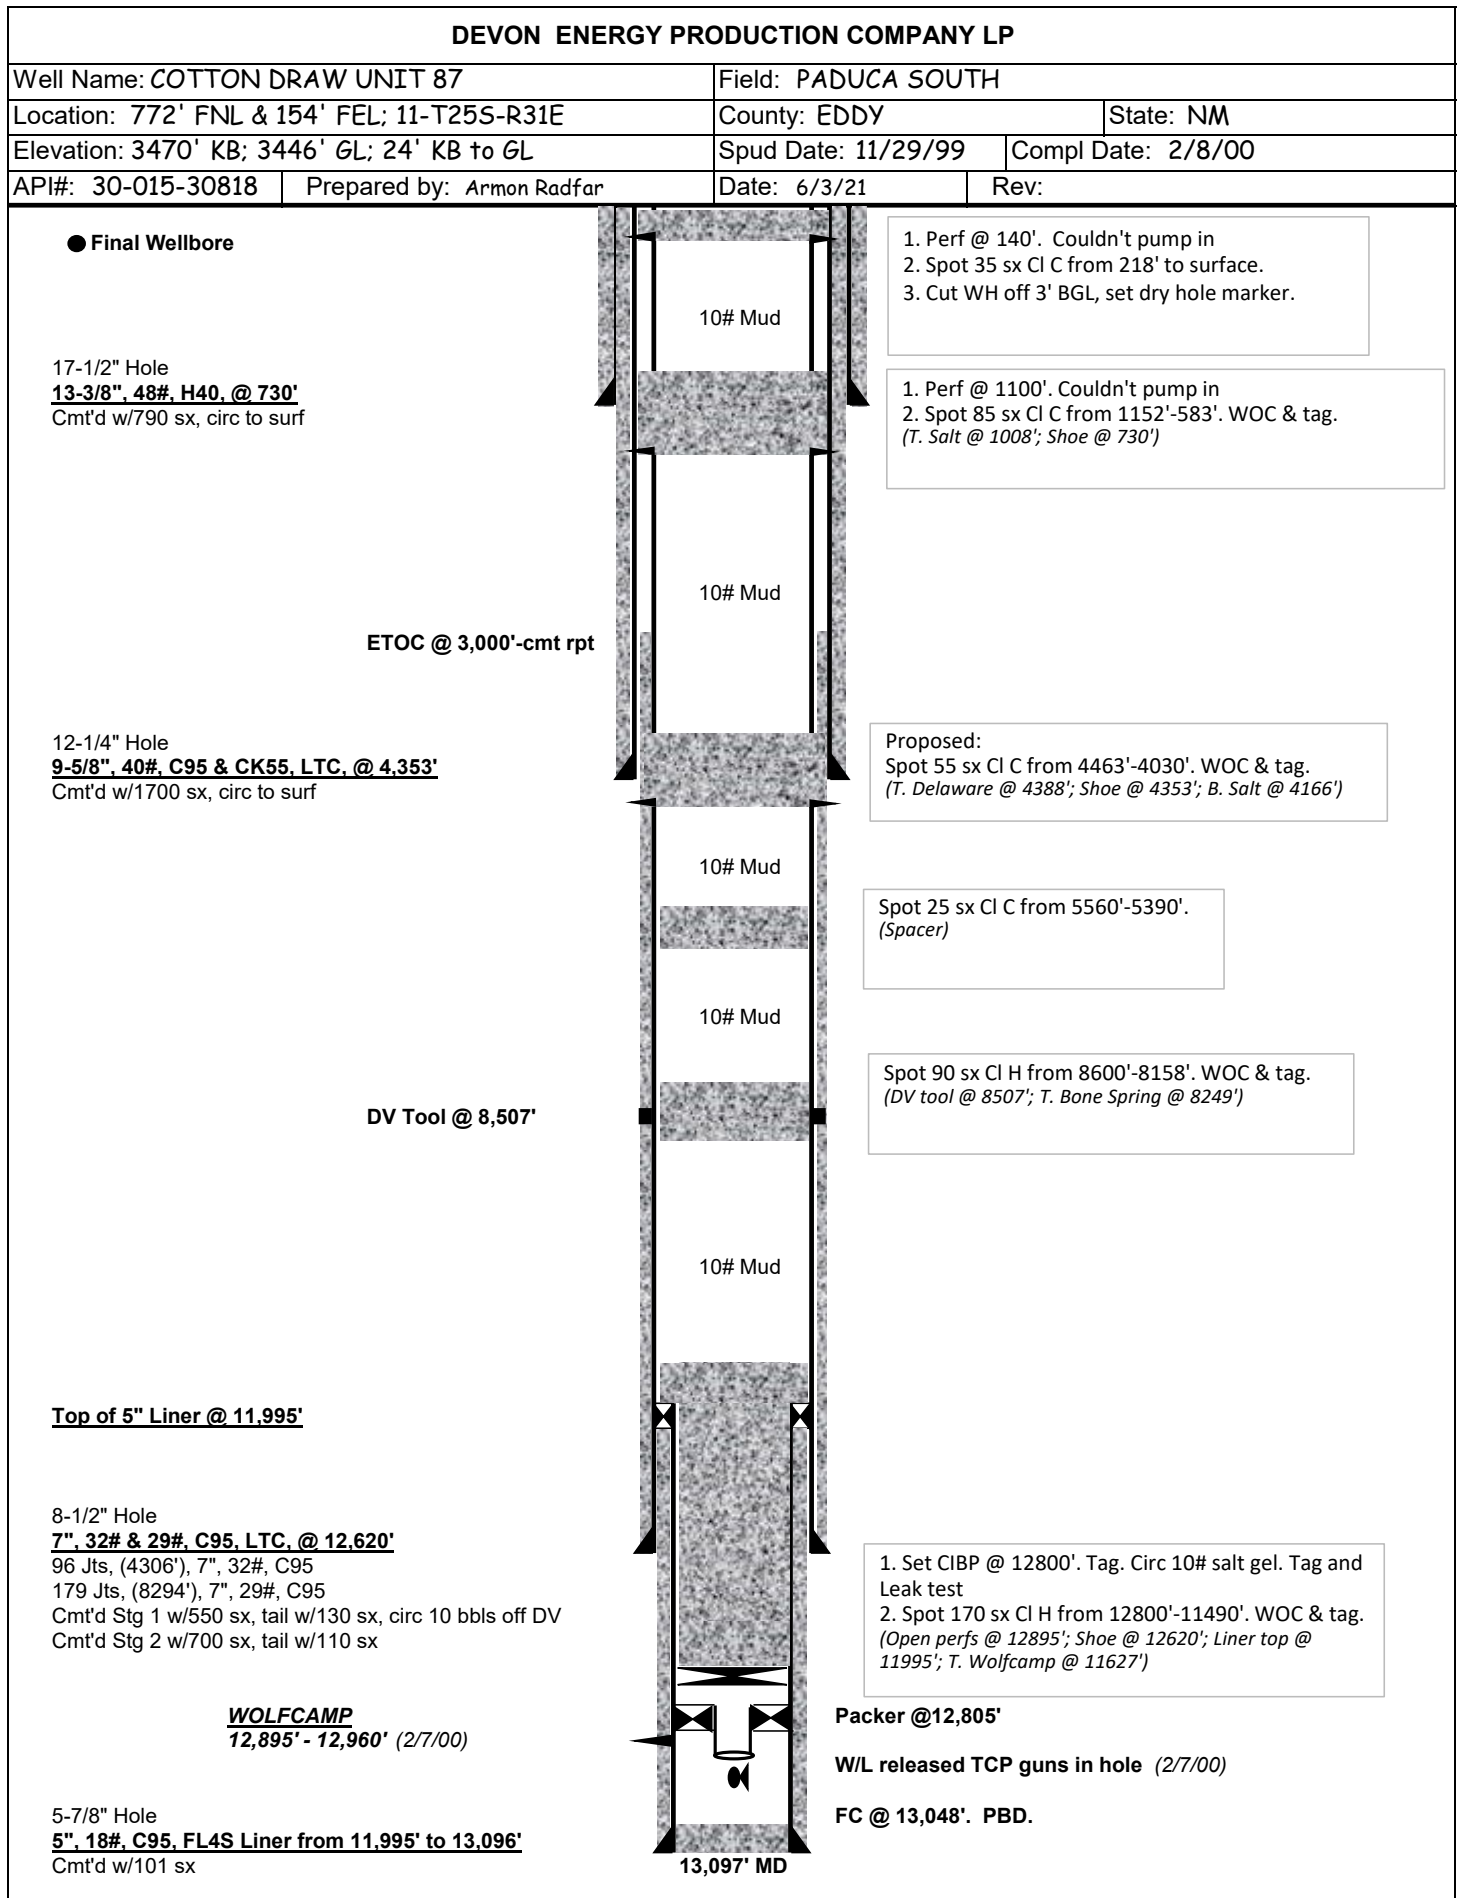 DEVON ENERGY PRODUCTION COMPANY LP
Well Name: COTTON DRAW UNIT 87
Field: PADUCA SOUTH
Location: 772' FNL & 154' FEL; 11-T25S-R31E
County: EDDY
State: NM
Elevation: 3470' KB; 3446' GL; 24' KB to GL
Spud Date: 11/29/99
Compl Date: 2/8/00
API#: 30-015-30818
Prepared by: Armon Radfar
Date: 6/3/21
Rev:
Final Wellbore
1. Perf @ 140'. Couldn't pump in
2. Spot 35 sx Cl C from 218' to surface.
3. Cut WH off 3' BGL, set dry hole marker.
10# Mud
17-1/2" Hole
13-3/8", 48#, H40, @ 730'
Cmt'd w/790 sx, circ to surf
1. Perf @ 1100'. Couldn't pump in
2. Spot 85 sx Cl C from 1152'-583'. WOC & tag.
(T. Salt @ 1008'; Shoe @ 730')
10# Mud
ETOC @ 3,000'-cmt rpt
12-1/4" Hole
9-5/8", 40#, C95 & CK55, LTC, @ 4,353'
Cmt'd w/1700 sx, circ to surf
Proposed:
Spot 55 sx Cl C from 4463'-4030'. WOC & tag.
(T. Delaware @ 4388'; Shoe @ 4353'; B. Salt @ 4166')
10# Mud
Spot 25 sx Cl C from 5560'-5390'.
(Spacer)
10# Mud
Spot 90 sx Cl H from 8600'-8158'. WOC & tag.
(DV tool @ 8507'; T. Bone Spring @ 8249')
DV Tool @ 8,507'
10# Mud
Top of 5" Liner @ 11,995'
8-1/2" Hole
7", 32# & 29#, C95, LTC, @ 12,620'
96 Jts, (4306'), 7", 32#, C95
179 Jts, (8294'), 7", 29#, C95
Cmt'd Stg 1 w/550 sx, tail w/130 sx, circ 10 bbls off DV
Cmt'd Stg 2 w/700 sx, tail w/110 sx
1. Set CIBP @ 12800'. Tag. Circ 10# salt gel. Tag and
Leak test
2. Spot 170 sx Cl H from 12800'-11490'. WOC & tag.
(Open perfs @ 12895'; Shoe @ 12620'; Liner top @
11995'; T. Wolfcamp @ 11627')
WOLFCAMP
12,895' - 12,960' (2/7/00)
Packer @12,805'
W/L released TCP guns in hole (2/7/00)
5-7/8" Hole
5", 18#, C95, FL4S Liner from 11,995' to 13,096'
Cmt'd w/101 sx
FC @ 13,048'. PBD.
13,097' MD